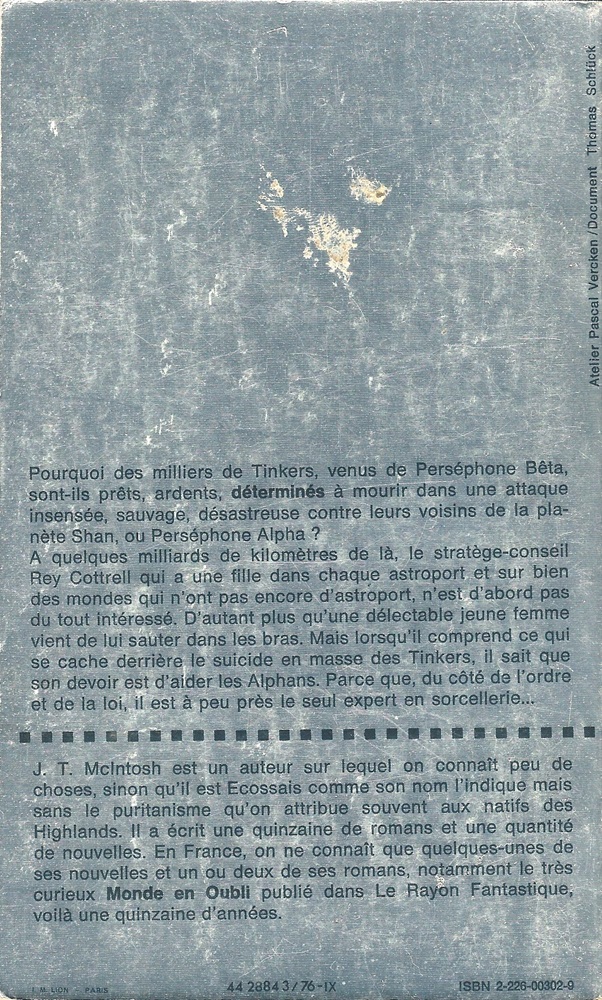 Atelier Pascal Vercken/Document Thomas Schlück
Pourquoi des milliers de Tinkers, venus de Perséphone Bêta,
sont-ils prêts, ardents, déterminés à mourir dans une attaque
insensée, sauvage, désastreuse contre leurs voisins de la pla-
nète Shan, ou Perséphone Alpha ?
A quelques milliards de kilomètres de là, le stratège-conseil
Rey Cottrell qui a une fille dans chaque astroport et sur bien
des mondes qui n'ont pas encore d'astroport, n'est d'abord pas
du tout intéressé. D'autant plus qu'une délectable jeune femme
vient de lui sauter dans les bras. Mais lorsqu'il comprend ce qui
se cache derrière le suicide en masse des Tinkers, il sait que
son devoir est d'aider les Alphans. Parce que, du côté de l'ordre
et de la loi, il est à peu près le seul expert en sorcellerie...
J. T. McIntosh est un auteur sur lequel on connaît peu de
choses, sinon qu'il est Ecossais comme son nom l'indique mais
sans le puritanisme qu'on attribue souvent aux natifs des
Highlands. Il a écrit une quinzaine de romans et une quantité
de nouvelles. En France, on ne connaît que quelques-unes de
ses nouvelles et un ou deux de ses romans, notamment le très
curieux Monde en Oubli publié dans Le Rayon Fantastique,
voilà une quinzaine d'années.
I. M. LION - PARIS
44 2884 3/76-IX
ISBN 2-226-00302-9